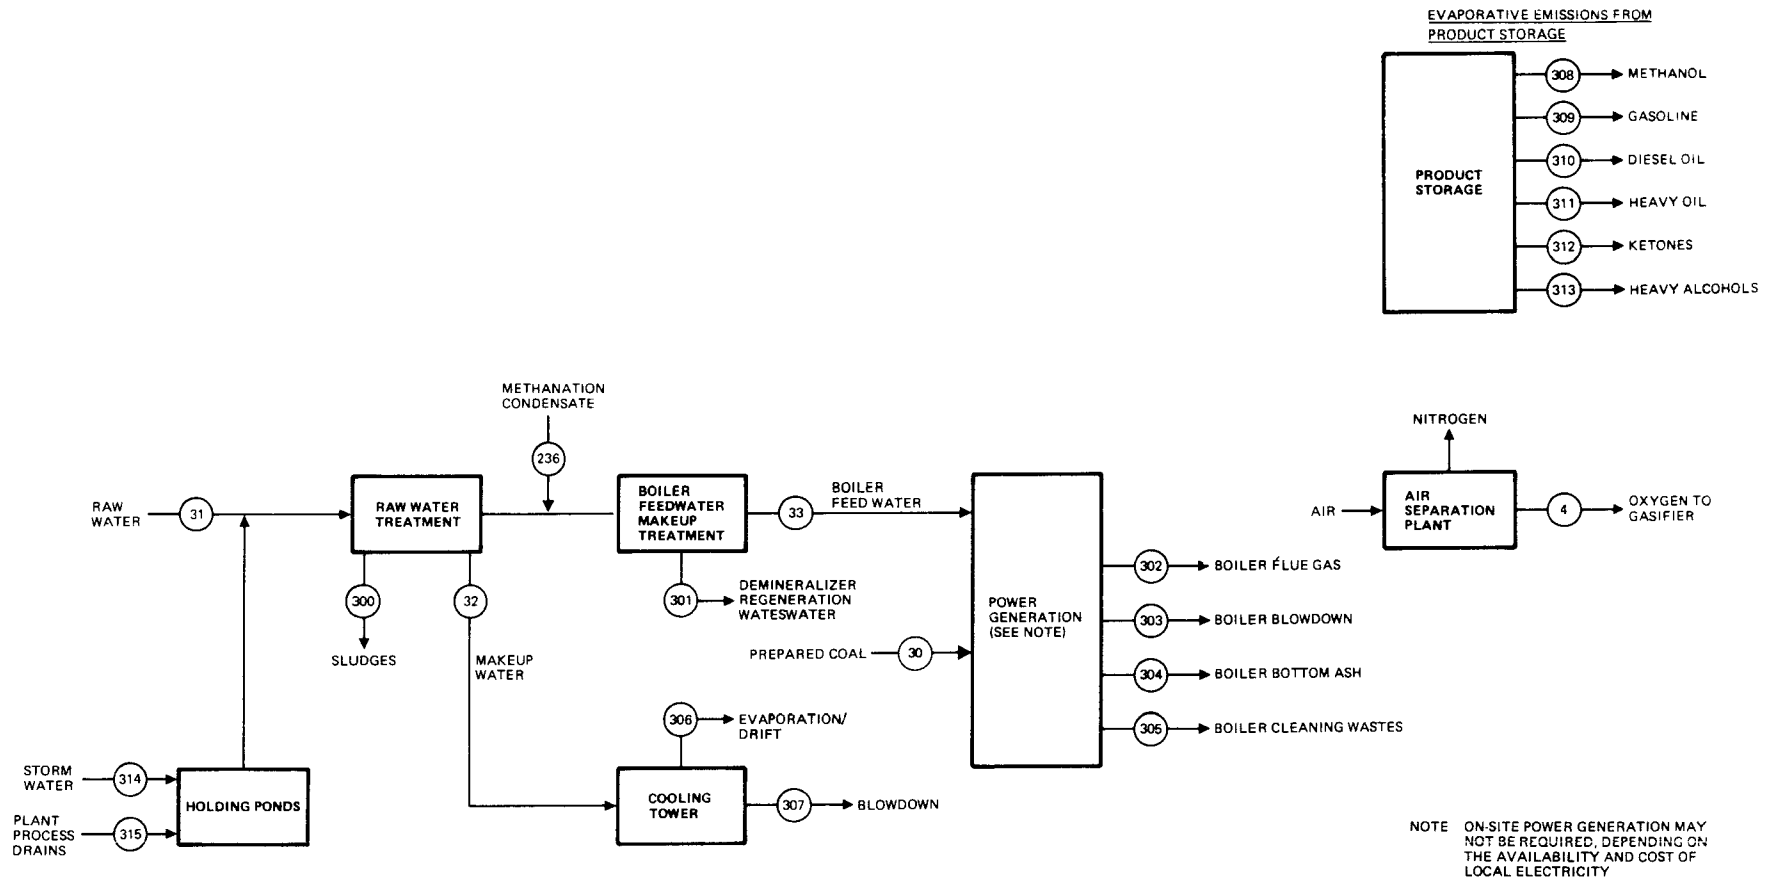 EVAPORATIVE EMISSIONS FROM
PRODUCT STORAGE
PRODUCT
STORAGE
308
METHANOL
309
GASOLINE
310
DIESEL OIL
311
HEAVY OIL
312
KETONES
313
HEAVY ALCOHOLS
METHANATION
CONDENSATE
236
RAW
WATER
31
RAW WATER
TREATMENT
BOILER
FEEDWATER
MAKEUP
TREATMENT
33
BOILER
FEED WATER
300
SLUDGES
32
MAKEUP
WATER
301
DEMINERALIZER
REGENERATION
WATESWATER
PREPARED COAL
30
POWER
GENERATION
(SEE NOTE)
302
BOILER FLUE GAS
303
BOILER BLOWDOWN
304
BOILER BOTTOM ASH
305
BOILER CLEANING WASTES
NITROGEN
AIR
AIR
SEPARATION
PLANT
4
OXYGEN TO
GASIFIER
306
EVAPORATION/
DRIFT
COOLING
TOWER
307
BLOWDOWN
STORM
WATER
314
PLANT
PROCESS
DRAINS
315
HOLDING PONDS
NOTE ON-SITE POWER GENERATION MAY
NOT BE REQUIRED, DEPENDING ON
THE AVAILABILITY AND COST OF
LOCAL ELECTRICITY